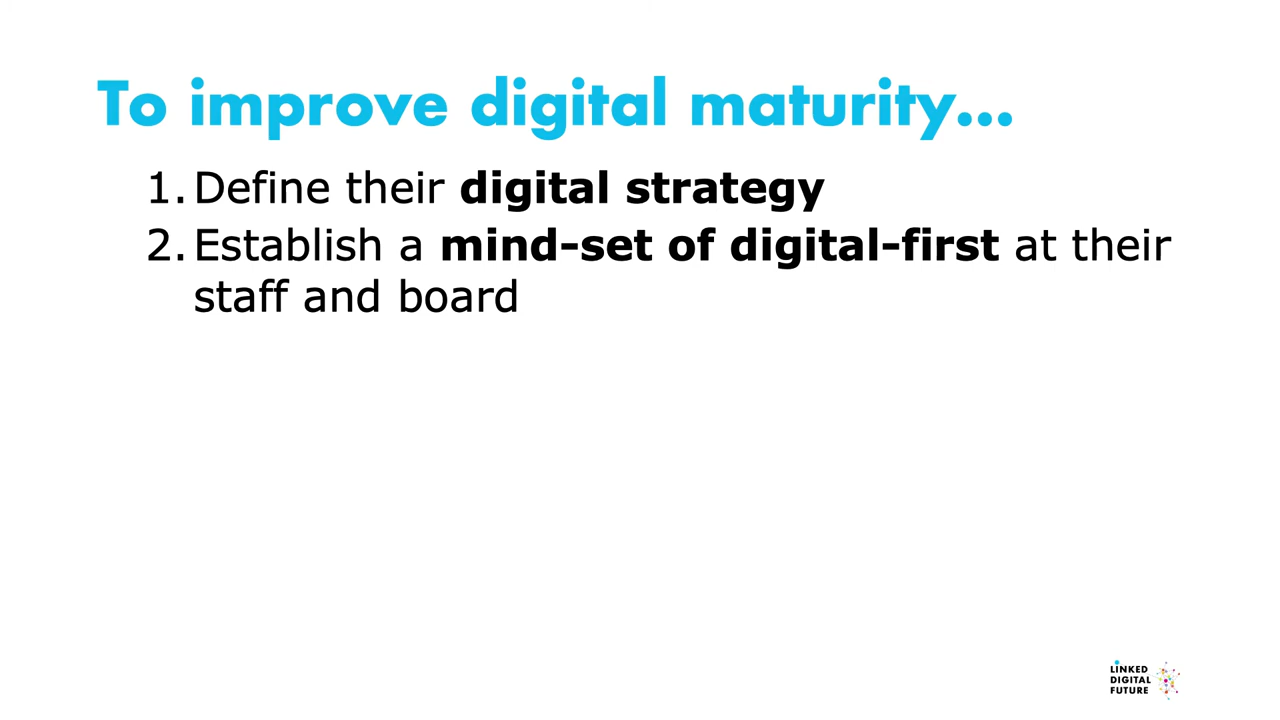 To improve digital maturity...
1. Define their digital strategy
2. Establish a mind-set of digital-first at their
staff and board
LINKED
DIGITAL
FUTURE